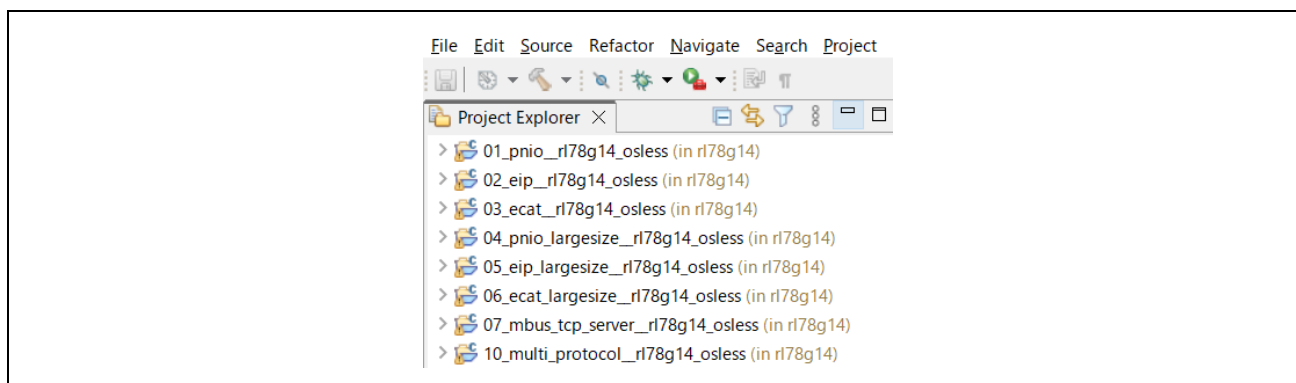 File Edit Source Refactor Navigate Search Project
Project Explorer
01_pnio__rl78g14_osless (in rl78g14)
02_eip__rl78g14_osless (in rl78g14)
03_ecat__rl78g14_osless (in rl78g14)
04_pnio_largesize__rl78g14_osless (in rl78g14)
05_eip_largesize__rl78g14_osless (in rl78g14)
06_ecat_largesize__rl78g14_osless (in rl78g14)
07_mbus_tcp_server__rl78g14_osless (in rl78g14)
10_multi_protocol__rl78g14_osless (in rl78g14)